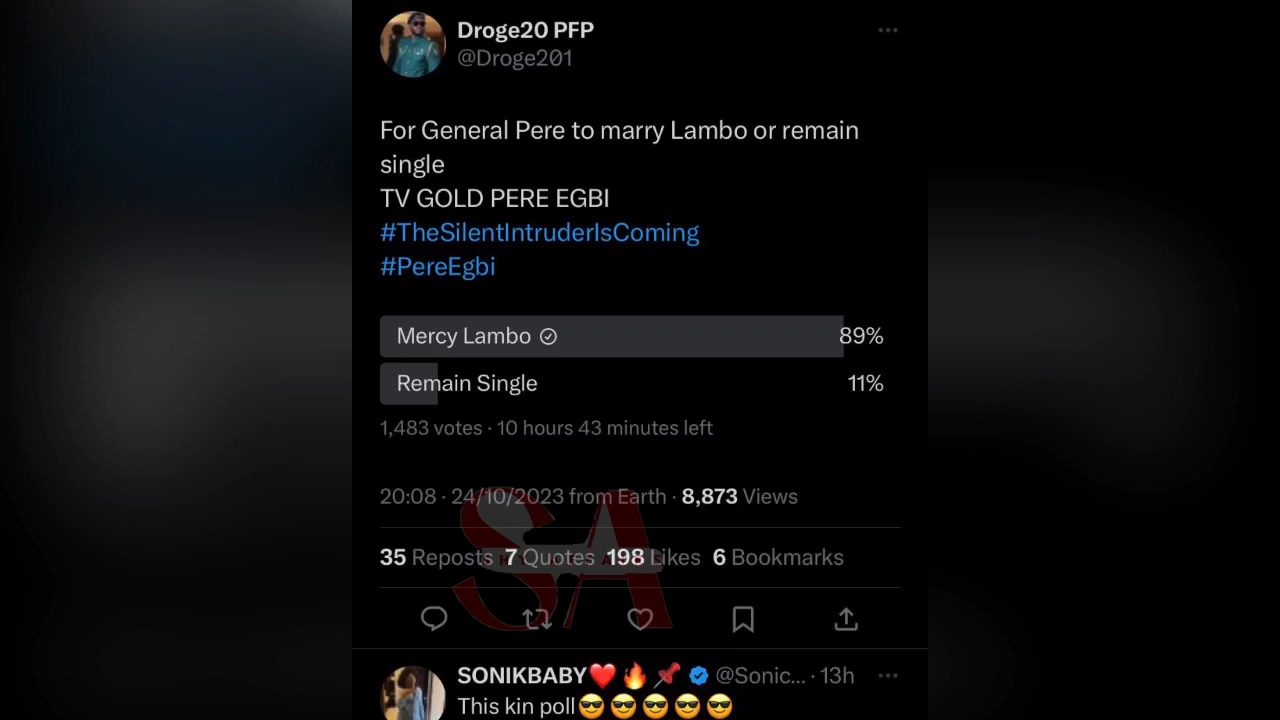 Droge20 PFP
@Droge201
For General Pere to marry Lambo or remain
single
TV GOLD PERE EGBI
#TheSilentIntruderIsComing
#PereEgbi
Mercy Lambo 89%
Remain Single 11%
1,483 votes · 10 hours 43 minutes left
20:08 · 24/10/2023 from Earth · 8,873 Views
35 Reposts 7 Quotes 198 Likes 6 Bookmarks
SA
SONIKBABY❤️🔥📌 @Sonic... · 13h
This kin poll😎😎😎😎😎